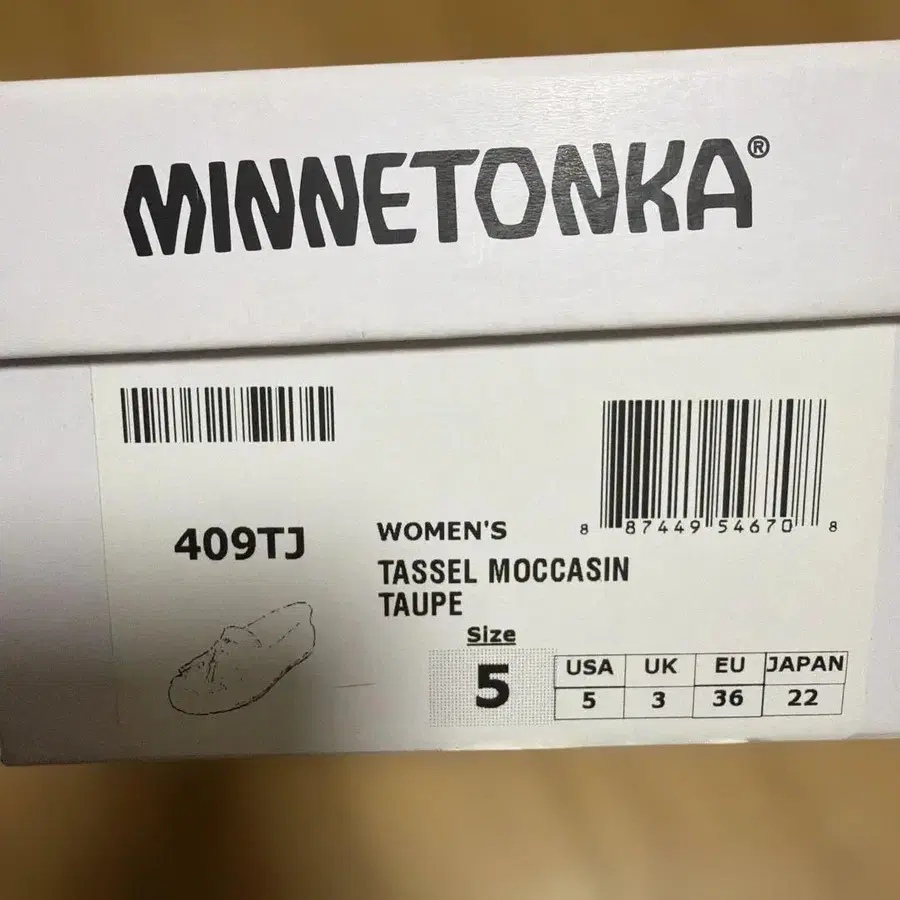 MINNETONKA®
409TJ
WOMEN'S
TASSEL MOCCASIN
TAUPE
8 87449 54670 8
Size
5
USA UK EU JAPAN
5 3 36 22